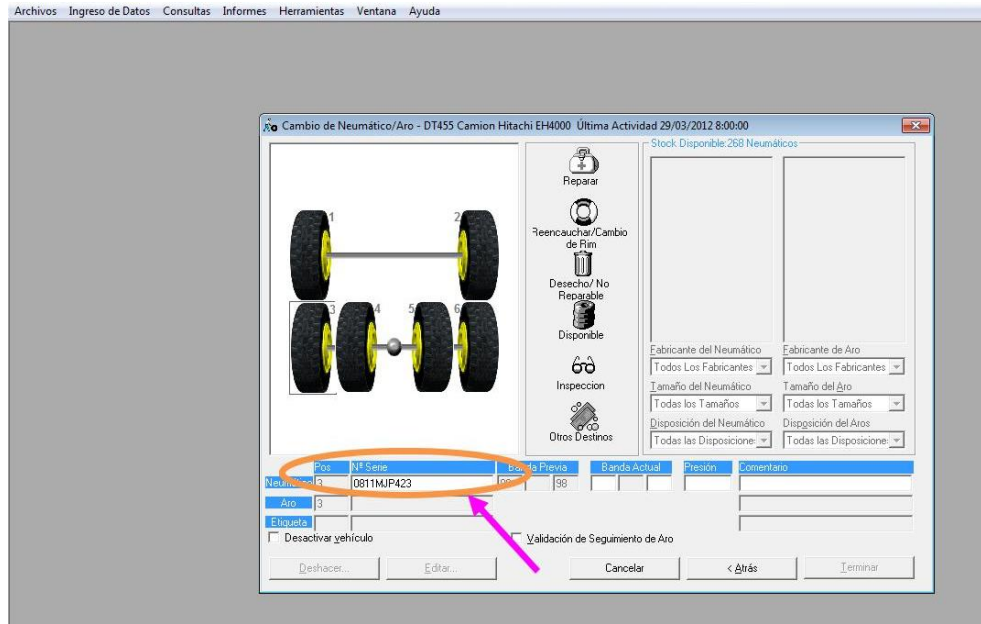 Archivos Ingreso de Datos Consultas Informes Herramientas Ventana Ayuda
Cambio de Neumático/Aro - DT455 Camion Hitachi EH4000 Última Actividad 29/03/2012 8:00:00
Stock Disponible:268 Neumáticos
1 2
3 4 5 6
Reparar
Reencauchar/Cambio
de Rim
Desecho/ No
Reparable
Disponible
Inspeccion
Otros Destinos
Fabricante del Neumático Fabricante de Aro
Todos Los Fabricantes Todos Los Fabricantes
Tamaño del Neumático Tamaño del Aro
Todas los Tamaños Todas los Tamaños
Disposición del Neumático Disposición del Aros
Todas las Disposicione: Todas las Disposicione:
Pos Nº Serie Banda Previa Banda Actual Presión Comentario
Neumático 3 0811MJP423 98 98
Aro 3
Etiqueta
Desactivar vehículo Validación de Seguimiento de Aro
Deshacer... Editar... Cancelar < Atrás Terminar